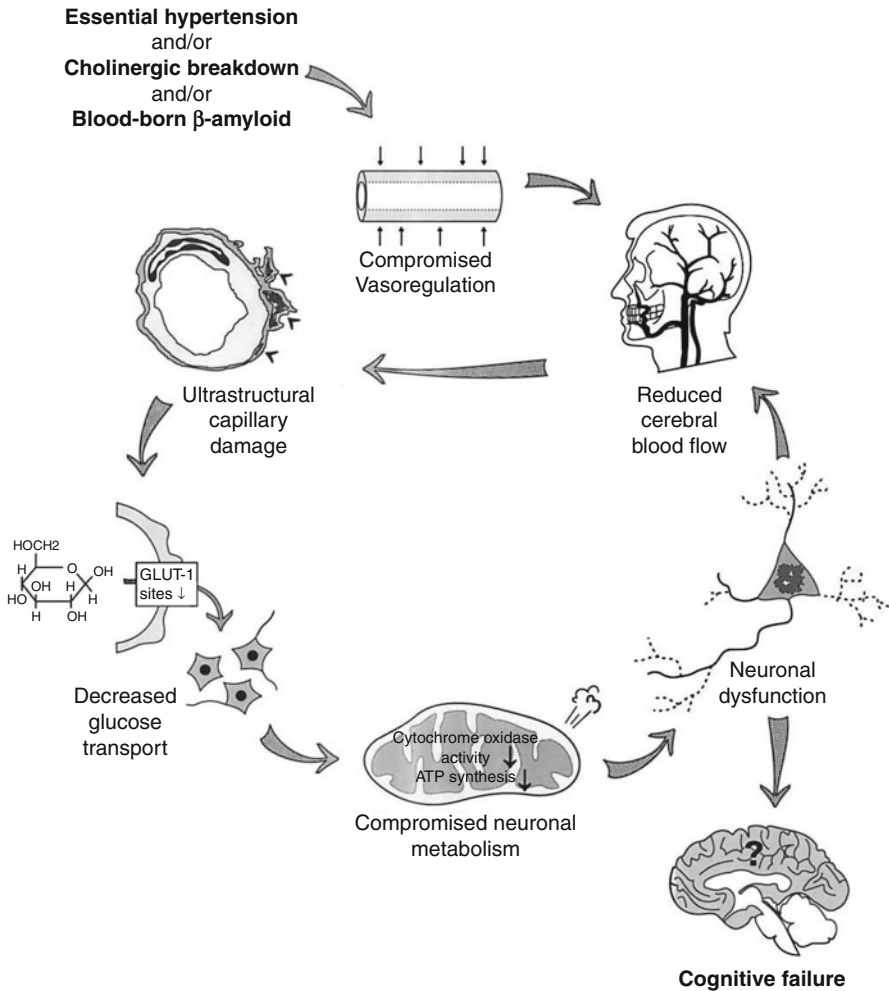 Essential hypertension
and/or
Cholinergic breakdown
and/or
Blood-born β-amyloid
Compromised
Vasoregulation
Reduced
cerebral
blood flow
Ultrastructural
capillary
damage
HOCH2
H
O
OH
H
OH
H
HO
H
H
OH
GLUT-1
sites ↓
Decreased
glucose
transport
Cytochrome oxidase
activity
ATP synthesis
Compromised neuronal
metabolism
Neuronal
dysfunction
?
Cognitive failure